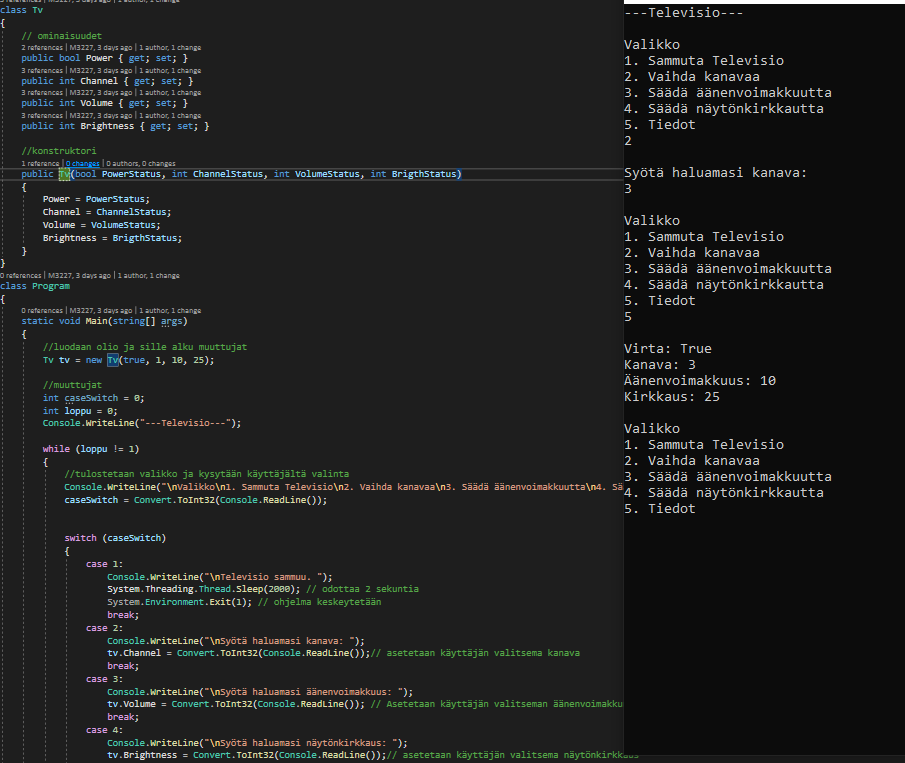 class Tv
{
// ominaisuudet
2 references | M3227, 3 days ago | 1 author, 1 change
public bool Power { get; set; }
3 references | M3227, 3 days ago | 1 author, 1 change
public int Channel { get; set; }
3 references | M3227, 3 days ago | 1 author, 1 change
public int Volume { get; set; }
3 references | M3227, 3 days ago | 1 author, 1 change
public int Brightness { get; set; }
//konstruktori
1 reference | 0 changes | 0 authors, 0 changes
public Tv(bool PowerStatus, int ChannelStatus, int VolumeStatus, int BrigthStatus)
{
Power = PowerStatus;
Channel = ChannelStatus;
Volume = VolumeStatus;
Brightness = BrigthStatus;
}
}
0 references | M3227, 3 days ago | 1 author, 1 change
class Program
{
0 references | M3227, 3 days ago | 1 author, 1 change
static void Main(string[] args)
{
//luodaan olio ja sille alku muuttujat
Tv tv = new Tv(true, 1, 10, 25);
//muuttujat
int caseSwitch = 0;
int loppu = 0;
Console.WriteLine("---Televisio---");
while (loppu != 1)
{
//tulostetaan valikko ja kysytään käyttäjältä valinta
Console.WriteLine("\nValikko\n1. Sammuta Televisio\n2. Vaihda kanavaa\n3. Säädä äänenvoimakkuutta\n4. Sä
caseSwitch = Convert.ToInt32(Console.ReadLine());
switch (caseSwitch)
{
case 1:
Console.WriteLine("\nTelevisio sammuu. ");
System.Threading.Thread.Sleep(2000); // odottaa 2 sekuntia
System.Environment.Exit(1); // ohjelma keskeytetään
break;
case 2:
Console.WriteLine("\nSyötä haluamasi kanava: ");
tv.Channel = Convert.ToInt32(Console.ReadLine());// asetetaan käyttäjän valitsema kanava
break;
case 3:
Console.WriteLine("\nSyötä haluamasi äänenvoimakkuus: ");
tv.Volume = Convert.ToInt32(Console.ReadLine()); // Asetetaan käyttäjän valitseman äänenvoimakku
break;
case 4:
Console.WriteLine("\nSyötä haluamasi näytönkirkkaus: ");
tv.Brightness = Convert.ToInt32(Console.ReadLine());// asetetaan käyttäjän valitsema näytönkirkkaus
---Televisio---
Valikko
1. Sammuta Televisio
2. Vaihda kanavaa
3. Säädä äänenvoimakkuutta
4. Säädä näytönkirkkautta
5. Tiedot
2
Syötä haluamasi kanava:
3
Valikko
1. Sammuta Televisio
2. Vaihda kanavaa
3. Säädä äänenvoimakkuutta
4. Säädä näytönkirkkautta
5. Tiedot
5
Virta: True
Kanava: 3
Äänenvoimakkuus: 10
Kirkkaus: 25
Valikko
1. Sammuta Televisio
2. Vaihda kanavaa
3. Säädä äänenvoimakkuutta
4. Säädä näytönkirkkautta
5. Tiedot